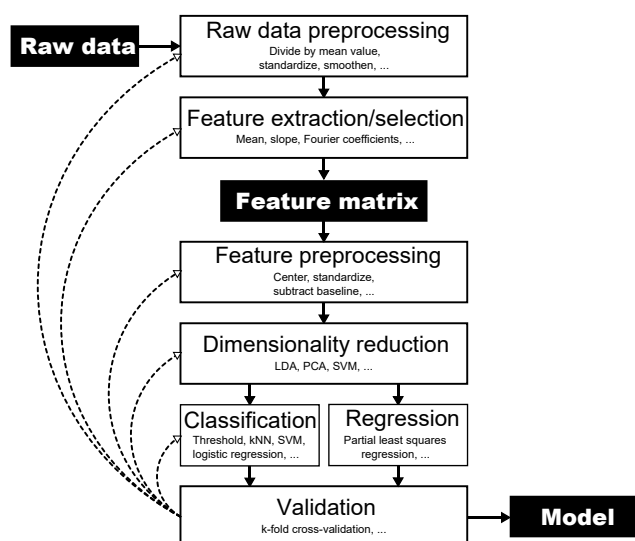 Raw data
Raw data preprocessing
Divide by mean value,
standardize, smoothen, ...
Feature extraction/selection
Mean, slope, Fourier coefficients, ...
Feature matrix
Feature preprocessing
Center, standardize,
subtract baseline, ...
Dimensionality reduction
LDA, PCA, SVM, ...
Classification
Threshold, kNN, SVM,
logistic regression, ...
Regression
Partial least squares
regression, ...
Validation
k-fold cross-validation, ...
Model